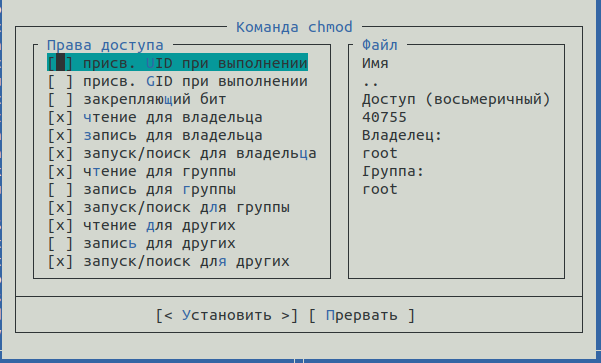 Команда chmod
Права доступа
[ ] присв. UID при выполнении
[ ] присв. GID при выполнении
[ ] закрепляющий бит
[x] чтение для владельца
[x] запись для владельца
[x] запуск/поиск для владельца
[x] чтение для группы
[ ] запись для группы
[x] запуск/поиск для группы
[x] чтение для других
[ ] запись для других
[x] запуск/поиск для других
Файл
Имя
..
Доступ (восьмеричный)
40755
Владелец:
root
Группа:
root
[< Установить >] [ Прервать ]